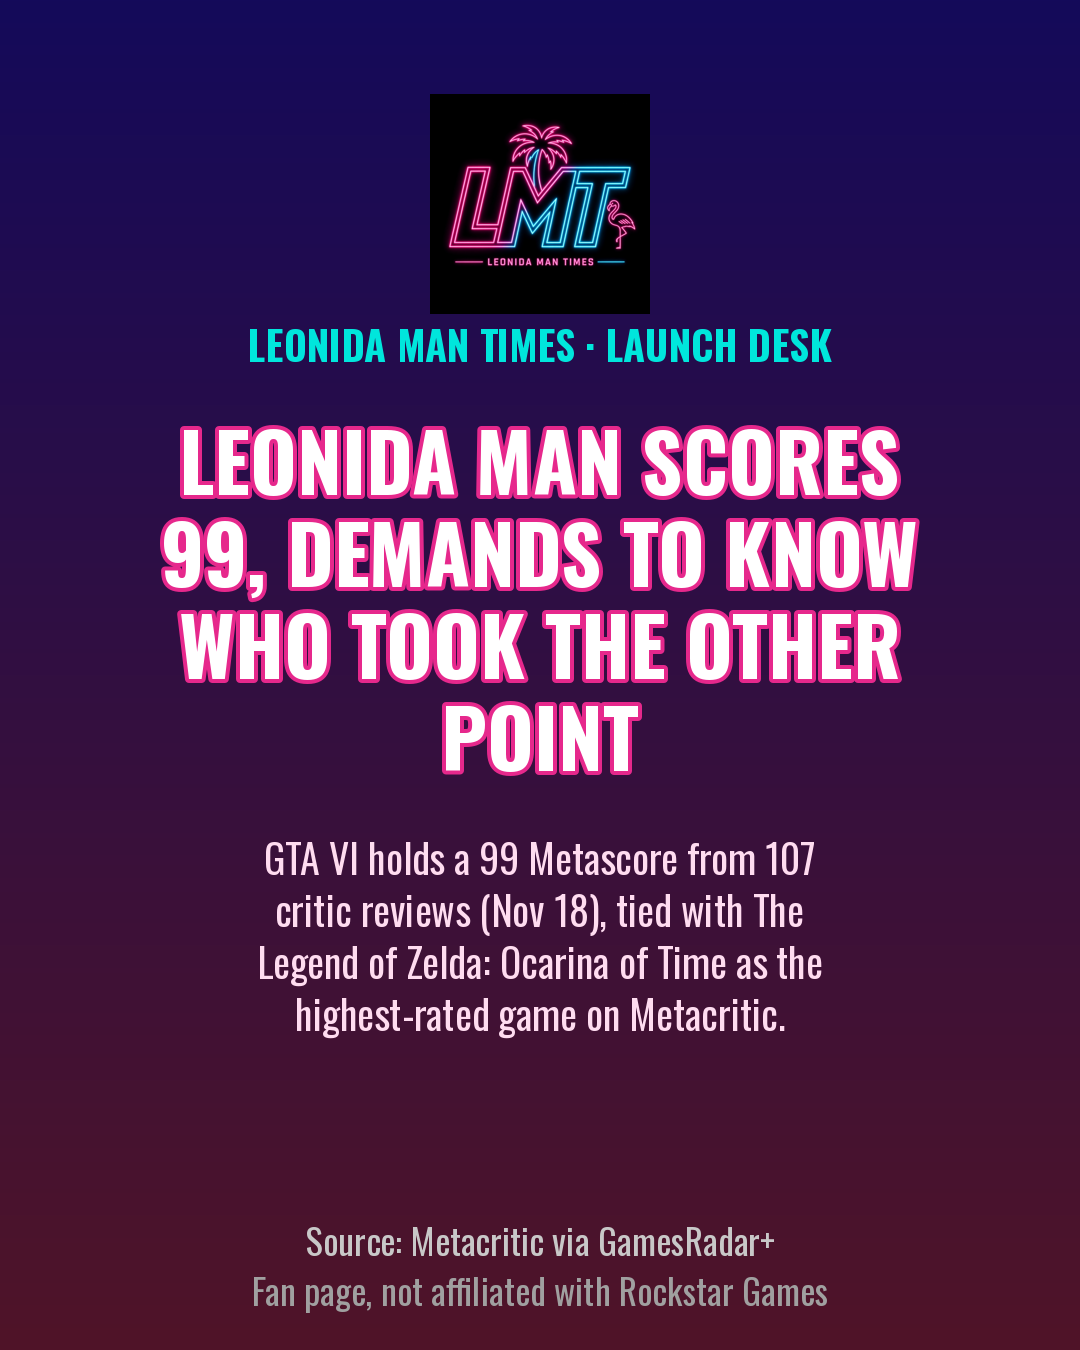 LMT
LEONIDA MAN TIMES
LEONIDA MAN TIMES · LAUNCH DESK
LEONIDA MAN SCORES
99, DEMANDS TO KNOW
WHO TOOK THE OTHER
POINT
GTA VI holds a 99 Metascore from 107
critic reviews (Nov 18), tied with The
Legend of Zelda: Ocarina of Time as the
highest-rated game on Metacritic.
Source: Metacritic via GamesRadar+
Fan page, not affiliated with Rockstar Games